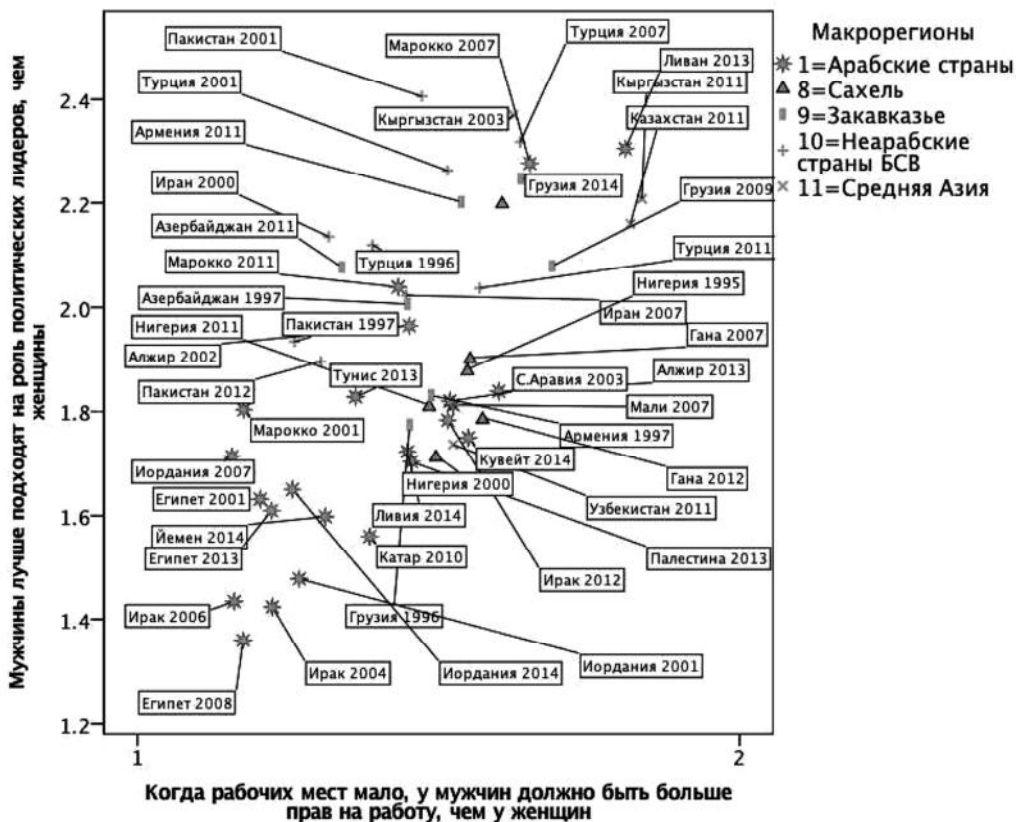 Мужчины лучше подходят на роль политических лидеров, чем
женщины
2.4
2.2
2.0
1.8
1.6
1.4
1.2
Пакистан 2001
Марокко 2007
Турция 2007
Ливан 2013
Турция 2001
Кыргызстан 2011
Кыргызстан 2003
Казахстан 2011
Армения 2011
Иран 2000
Грузия 2014
Грузия 2009
Азербайджан 2011
Турция 1996
Турция 2011
Марокко 2011
Нигерия 1995
Азербайджан 1997
Иран 2007
Нигерия 2011
Пакистан 1997
Гана 2007
Алжир 2002
Тунис 2013
С.Аравия 2003
Алжир 2013
Пакистан 2012
Мали 2007
Марокко 2001
Армения 1997
Иордания 2007
Кувейт 2014
Гана 2012
Египет 2001
Нигерия 2000
Узбекистан 2011
Йемен 2014
Ливия 2014
Египет 2013
Катар 2010
Палестина 2013
Ирак 2012
Ирак 2006
Грузия 1996
Ирак 2004
Иордания 2014
Иордания 2001
Египет 2008
1
2
Когда рабочих мест мало, у мужчин должно быть больше
прав на работу, чем у женщин
Макрорегионы
1=Арабские страны
8=Сахель
9=Закавказье
10=Неарабские
страны БСВ
11=Средняя Азия